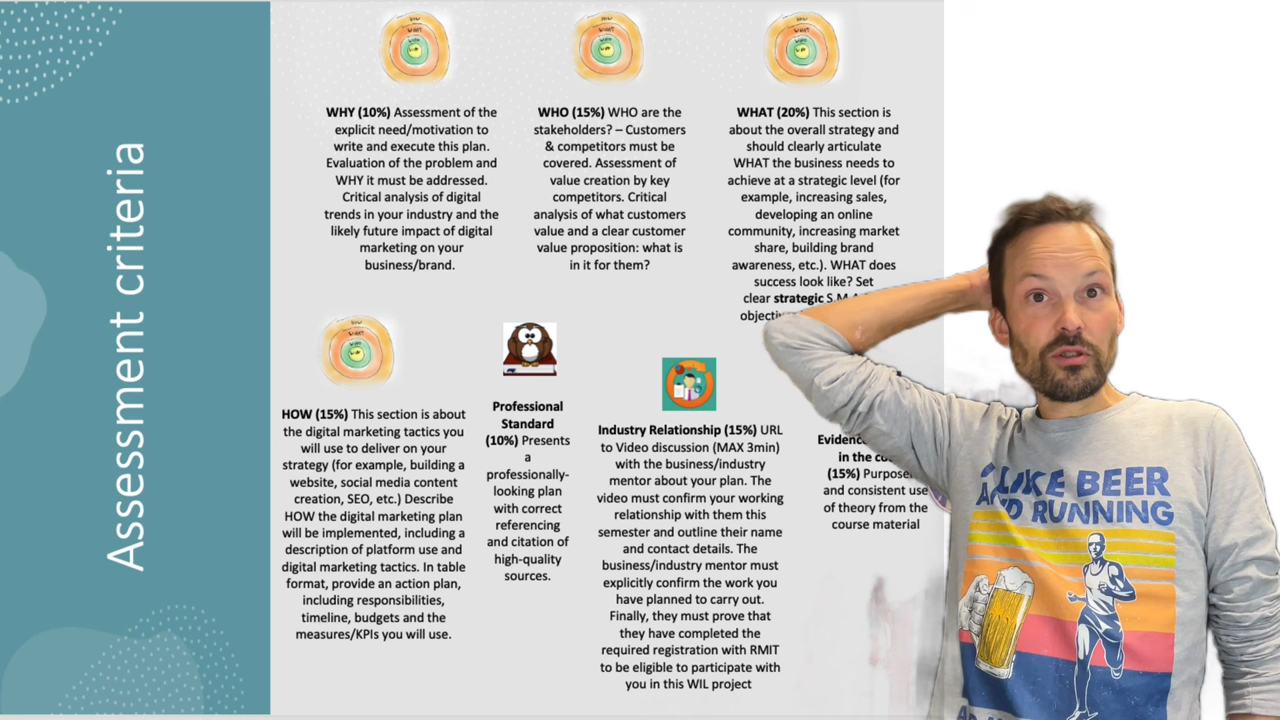 Assessment criteria
WHY (10%) Assessment of the
explicit need/motivation to
write and execute this plan.
Evaluation of the problem and
WHY it must be addressed.
Critical analysis of digital
trends in your industry and the
likely future impact of digital
marketing on your
business/brand.
WHO (15%) WHO are the
stakeholders? – Customers
& competitors must be
covered. Assessment of
value creation by key
competitors. Critical
analysis of what customers
value and a clear customer
value proposition: what is
in it for them?
WHAT (20%) This section is
about the overall strategy and
should clearly articulate
WHAT the business needs to
achieve at a strategic level (for
example, increasing sales,
developing an online
community, increasing market
share, building brand
awareness, etc.). WHAT does
success look like? Set
clear strategic
HOW (15%) This section is about
the digital marketing tactics you
will use to deliver on your
strategy (for example, building a
website, social media content
creation, SEO, etc.) Describe
HOW the digital marketing plan
will be implemented, including a
description of platform use and
digital marketing tactics. In table
format, provide an action plan,
including responsibilities,
timeline, budgets and the
measures/KPIs you will use.
Professional
Standard
(10%) Presents
a
professionally-
looking plan
with correct
referencing
and citation of
high-quality
sources.
Industry Relationship (15%) URL
to Video discussion (MAX 3min)
with the business/industry
mentor about your plan. The
video must confirm your working
relationship with them this
semester and outline their name
and contact details. The
business/industry mentor must
explicitly confirm the work you
have planned to carry out.
Finally, they must prove that
they have completed the
required registration with RMIT
to be eligible to participate with
you in this WIL project
Evidence
in the
(15%)
and consistent use
of theory from the
course material
LIKE BEER
AND RUNNING